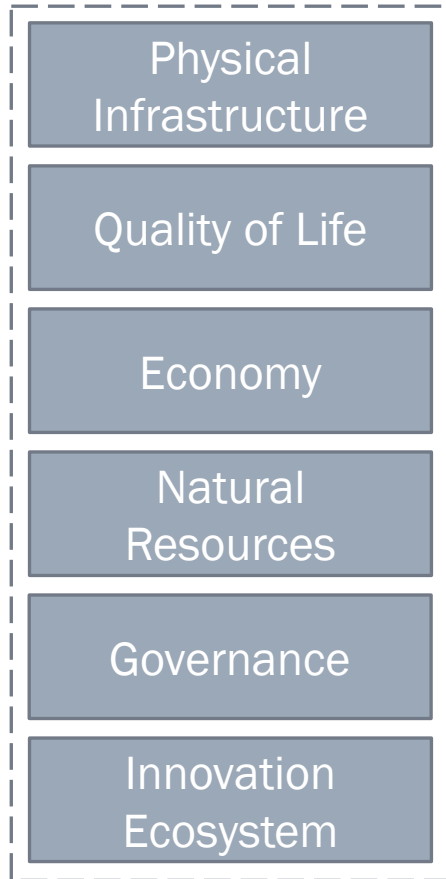 Physical
Infrastructure
Quality of Life
Economy
Natural
Resources
Governance
Innovation
Ecosystem